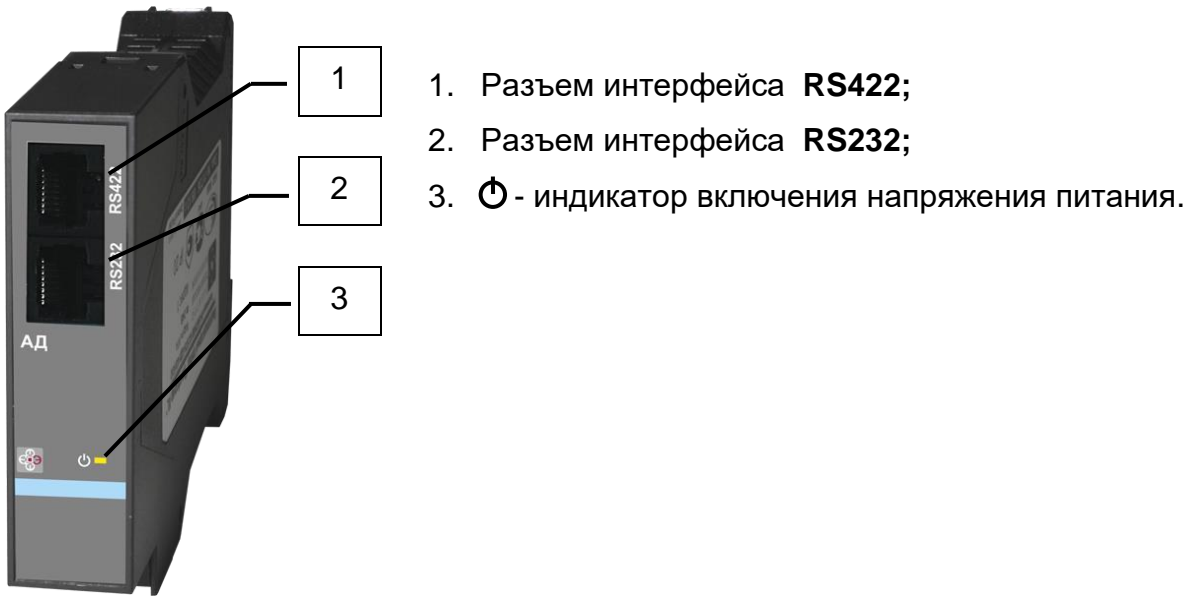 1
2
3
1. Разъем интерфейса RS422;
2. Разъем интерфейса RS232;
3. - индикатор включения напряжения питания.
RS422
RS232
АД